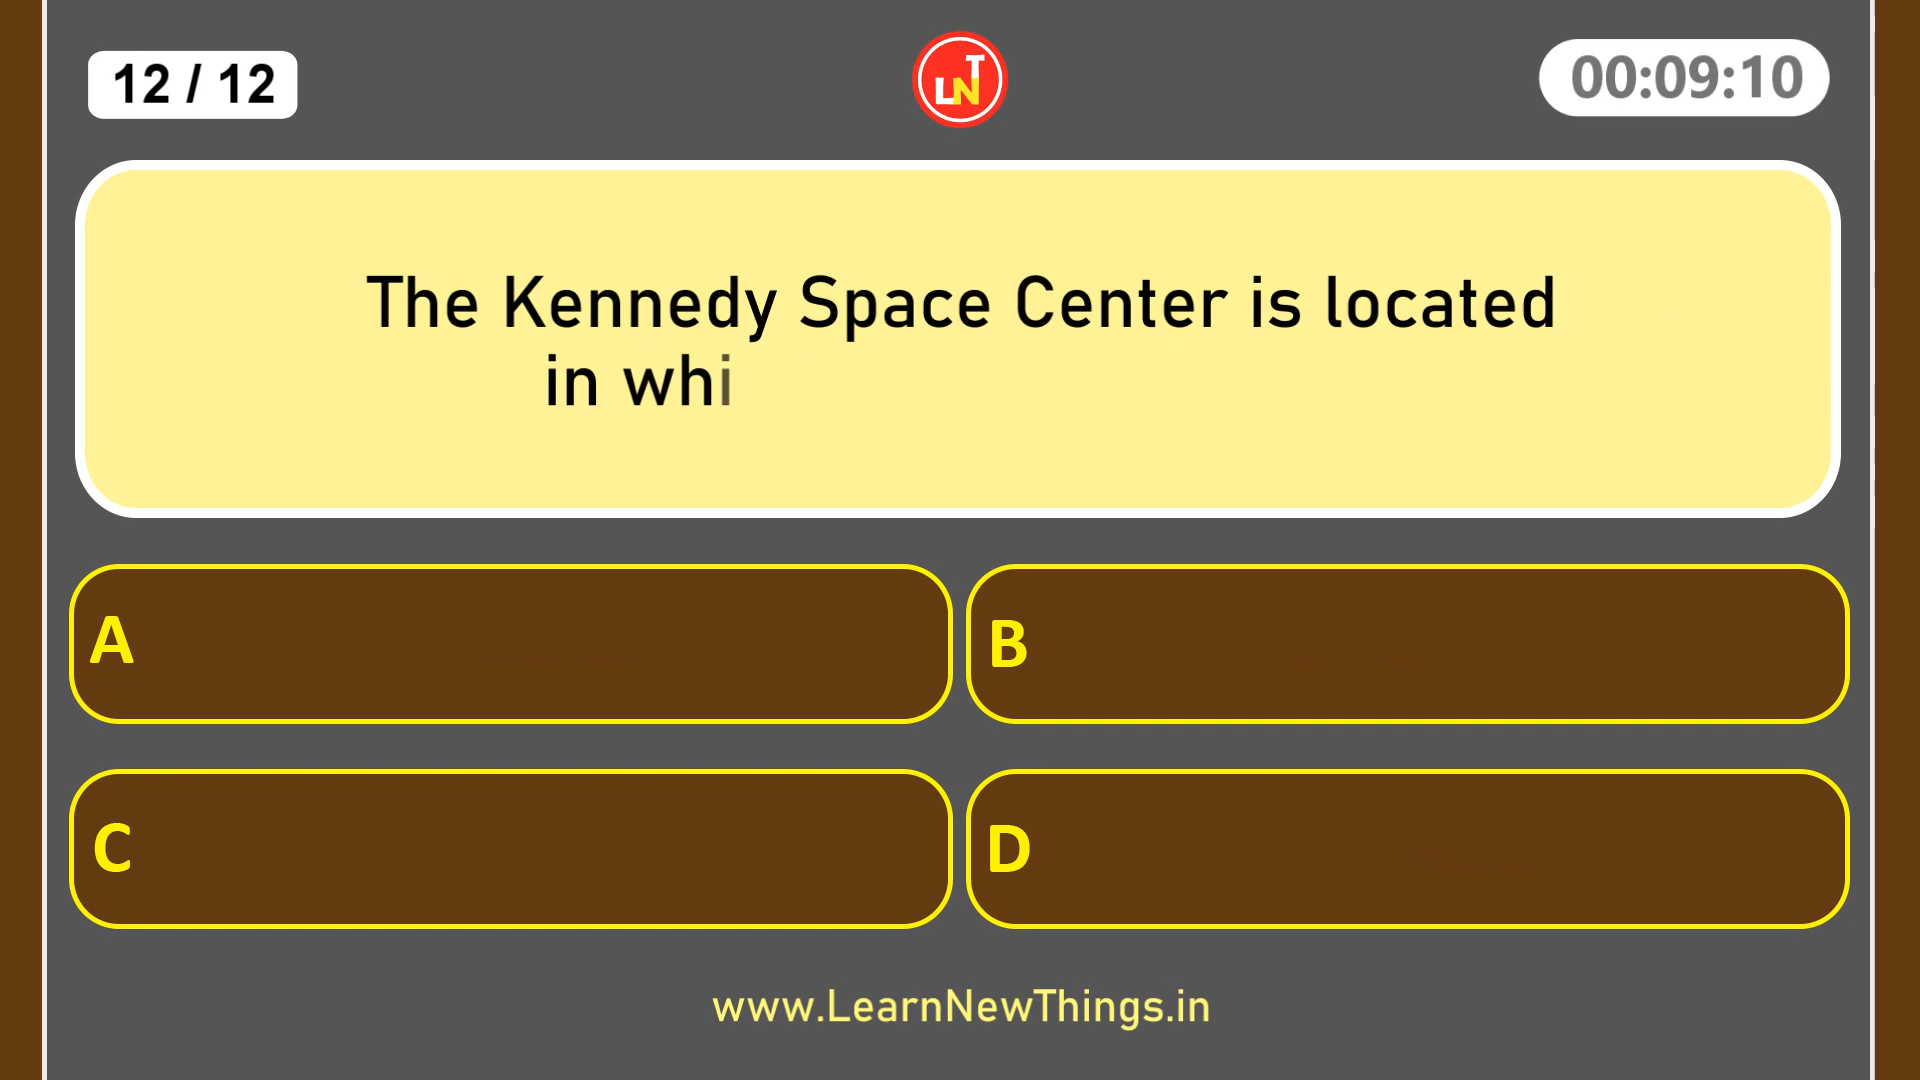 12 / 12
LNT
00:09:10
The Kennedy Space Center is located
in whi
A
B
C
D
www.LearnNewThings.in